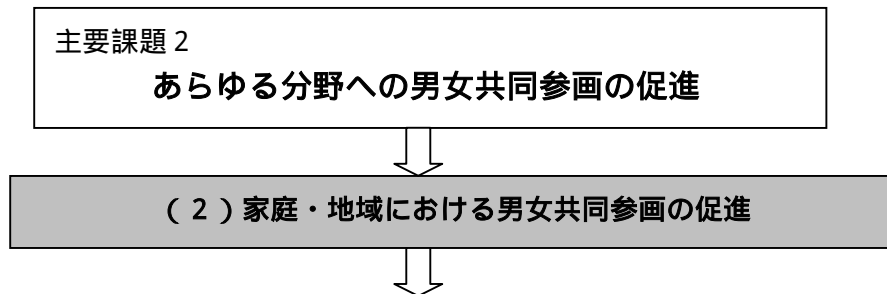 主要課題2
あらゆる分野への男女共同参画の促進
(2)家庭・地域における男女共同参画の促進